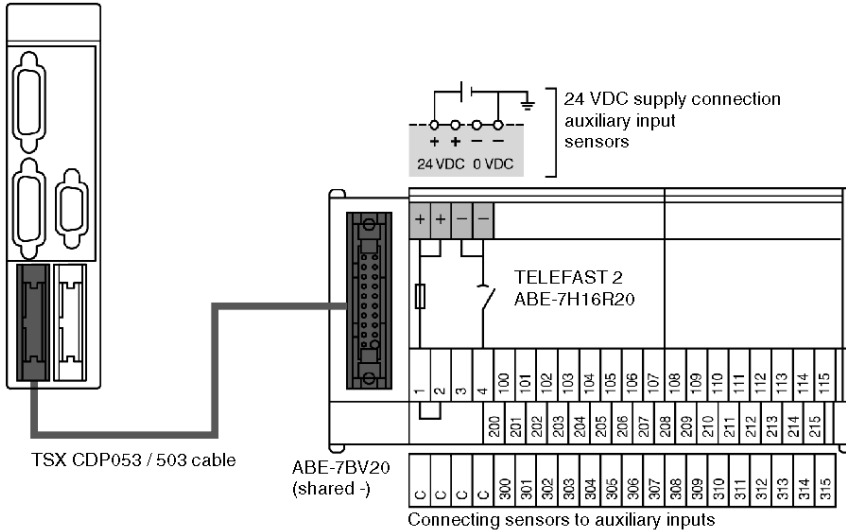 24 VDC supply connection
auxiliary input
sensors
+ + – –
24 VDC 0 VDC
+ + – –
TELEFAST 2
ABE-7H16R20
1 2 3 4 100 101 102 103 104 105 106 107 108 109 110 111 112 113 114 115
200 201 202 203 204 205 206 207 208 209 210 211 212 213 214 215
TSX CDP053 / 503 cable
ABE-7BV20
(shared -)
C C C C 300 301 302 303 304 305 306 307 308 309 310 311 312 313 314 315
Connecting sensors to auxiliary inputs